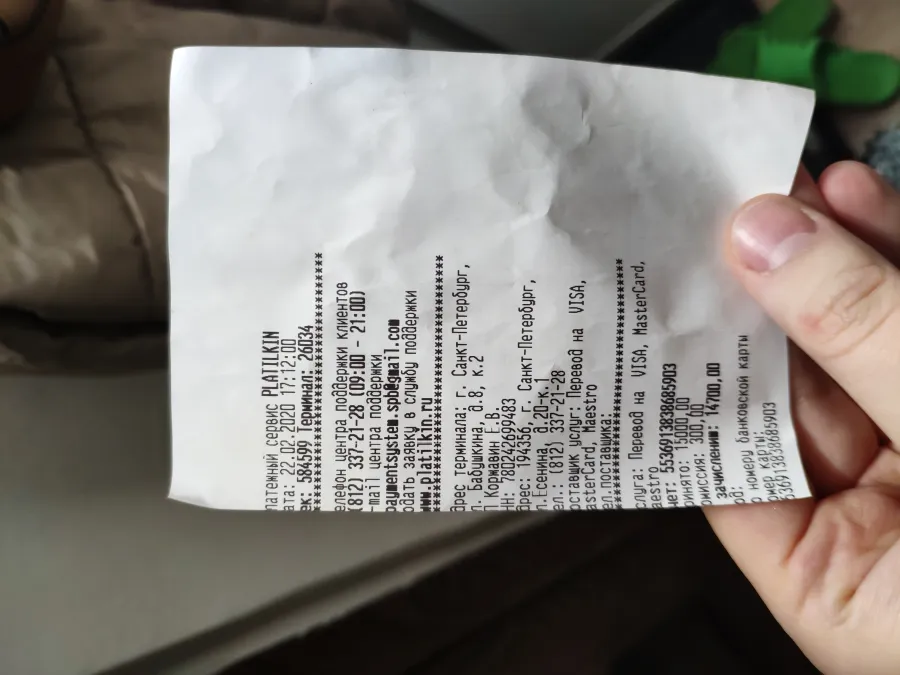 латежный сервис PLATILKIN
ата: 22.02.2020 17:12:00
ек: 584599 Терминал: 26034
********************************
елефон центра поддержки клиентов
(812) 337-21-28 (09:00 - 21:00)
-mail центра поддержки
paymentsystem.spb@gmail.com
одать заявку в службу поддержки
www.platilkin.ru
********************************
дрес терминала: г. Санкт-Петербург,
л. Бабушкина, д.8, к.2
П Коржавин Г.В.
НН: 780242699483
дрес: 194356, г. Санкт-Петербург,
л.Есенина, д.20-к.1
ел.: (812) 337-21-28
оставщик услуг: Перевод на VISA,
asterCard, Maestro
ел.поставщика:
********************************
слуга: Перевод на VISA, MasterCard,
aestro
чет: 5536913838685903
ринято: 15000,00
омиссия: 300,00
зачислению: 14700,00
од:
о номеру банковской карты
омер карты:
536913838685903